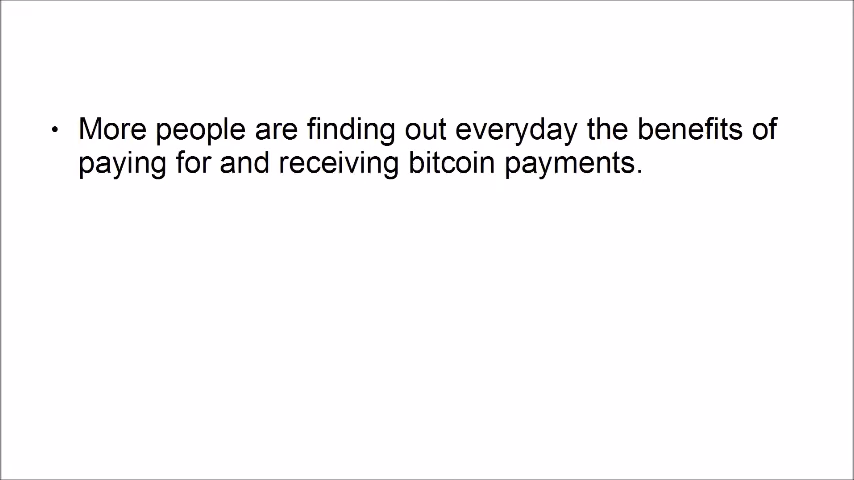 • More people are finding out everyday the benefits of
paying for and receiving bitcoin payments.